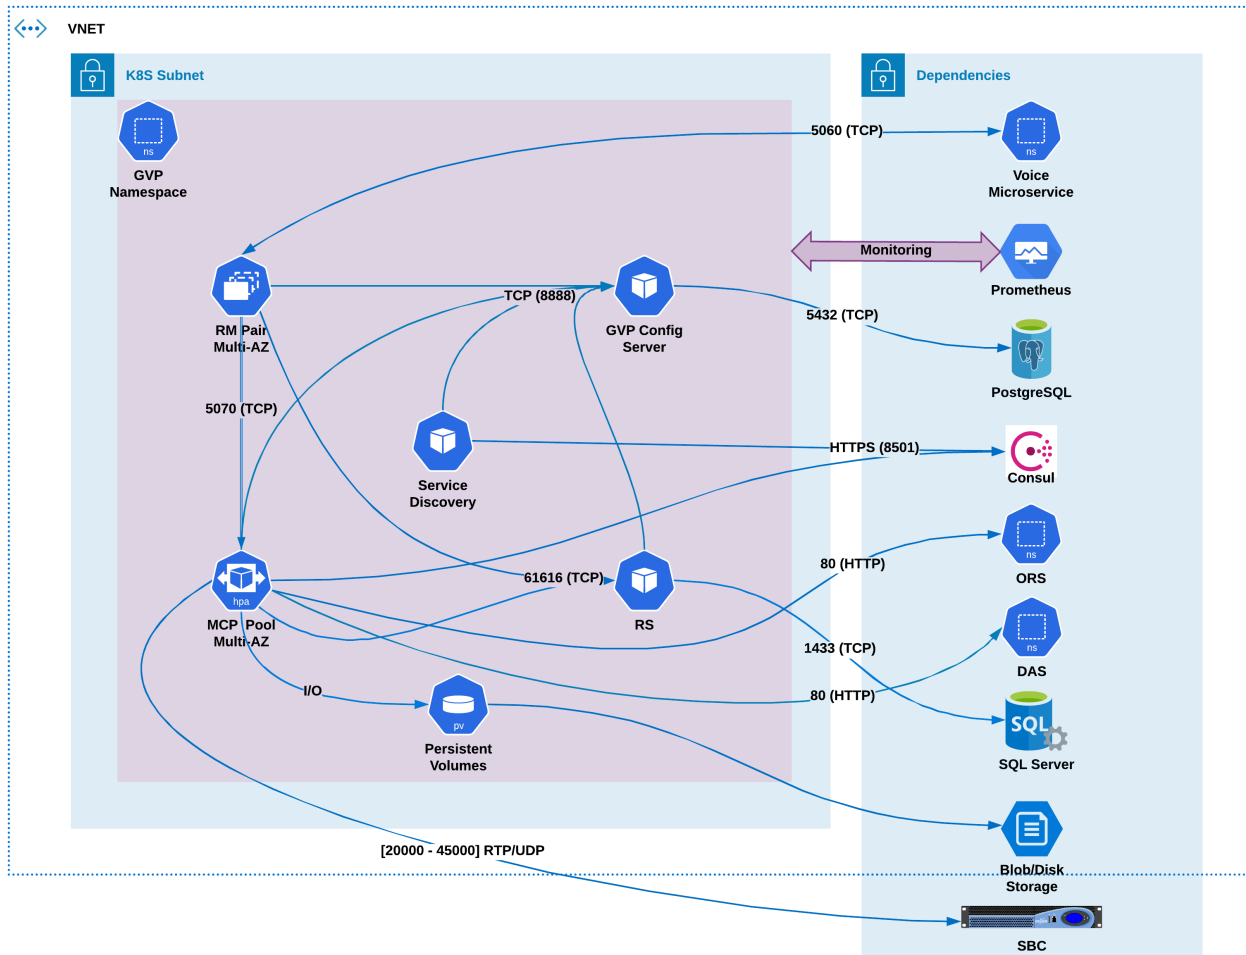 VNET
K8S Subnet
Dependencies
ns
GVP
Namespace
5060 (TCP)
ns
Voice
Microservice
Monitoring
Prometheus
RM Pair
Multi-AZ
TCP (8888)
GVP Config
Server
5432 (TCP)
PostgreSQL
5070 (TCP)
Service
Discovery
HTTPS (8501)
Consul
hpa
MCP Pool
Multi-AZ
61616 (TCP)
RS
80 (HTTP)
ns
ORS
1433 (TCP)
ns
DAS
I/O
80 (HTTP)
pv
Persistent
Volumes
SQL
SQL Server
[20000 - 45000] RTP/UDP
Blob/Disk
Storage
SBC